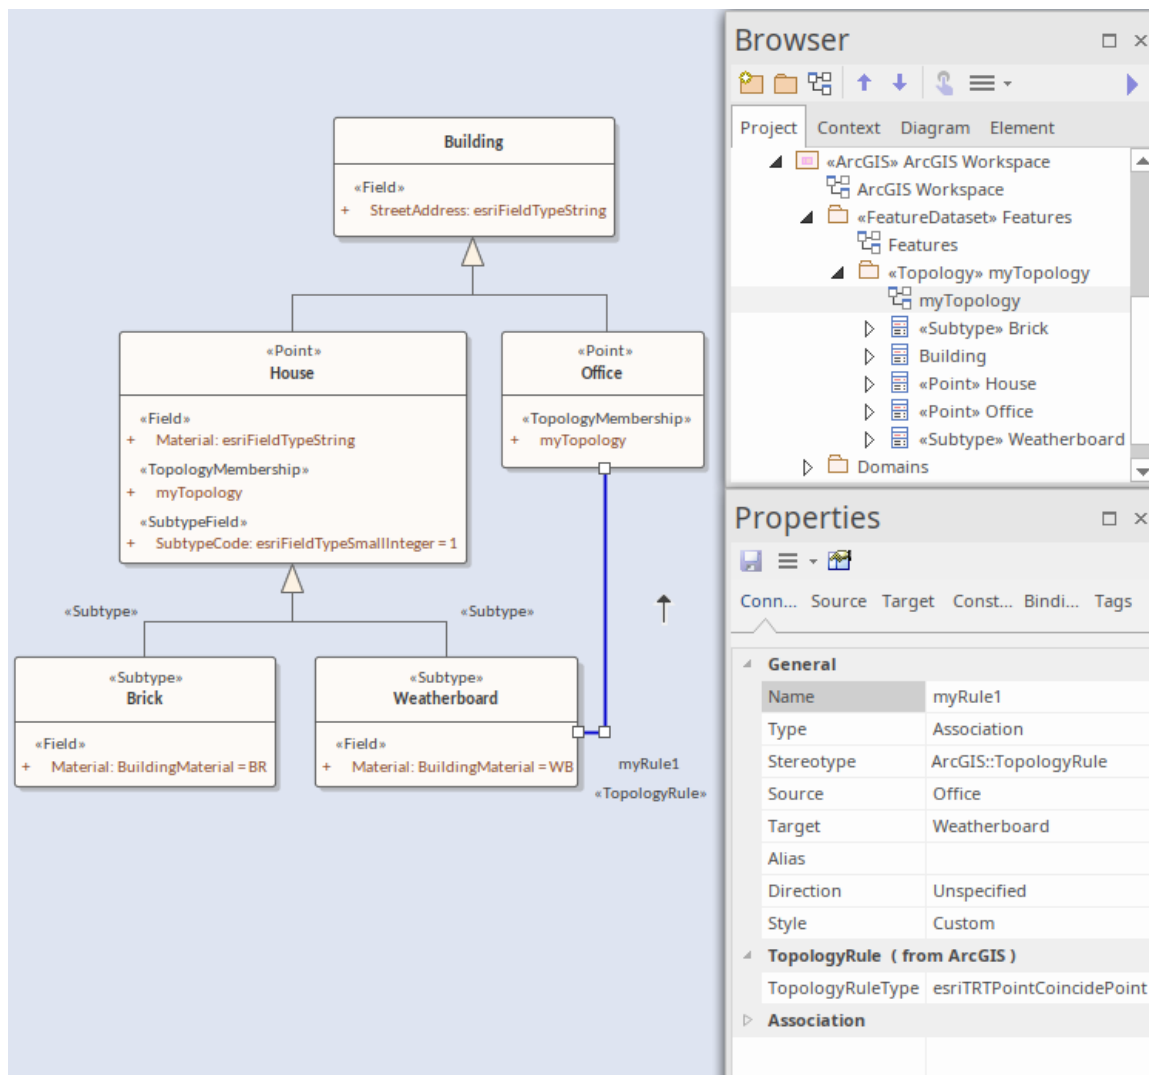 Building
«Field»
+ StreetAddress: esriFieldTypeString
«Point»
House
«Field»
+ Material: esriFieldTypeString
«TopologyMembership»
+ myTopology
«SubtypeField»
+ SubtypeCode: esriFieldTypeSmallInteger = 1
«Point»
Office
«TopologyMembership»
+ myTopology
«Subtype»
«Subtype»
«Subtype»
Brick
«Field»
+ Material: BuildingMaterial = BR
«Subtype»
Weatherboard
«Field»
+ Material: BuildingMaterial = WB
myRule1
«TopologyRule»
Browser
Project Context Diagram Element
«ArcGIS» ArcGIS Workspace
ArcGIS Workspace
«FeatureDataset» Features
Features
«Topology» myTopology
myTopology
«Subtype» Brick
Building
«Point» House
«Point» Office
«Subtype» Weatherboard
Domains
Properties
Conn... Source Target Const... Bindi... Tags
General
Name myRule1
Type Association
Stereotype ArcGIS::TopologyRule
Source Office
Target Weatherboard
Alias
Direction Unspecified
Style Custom
TopologyRule ( from ArcGIS )
TopologyRuleType esriTRTPointCoincidePoint
Association